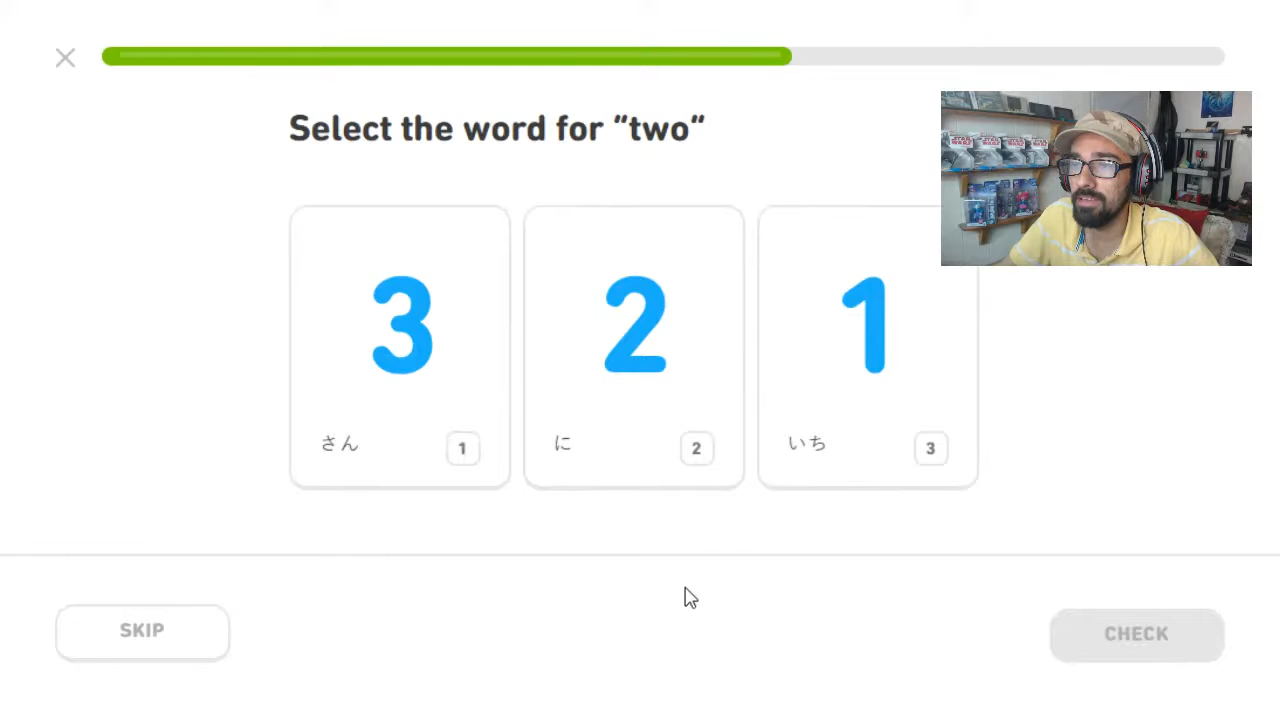 Select the word for "two"
3
2
1
さん 1
に 2
いち 3
SKIP
CHECK